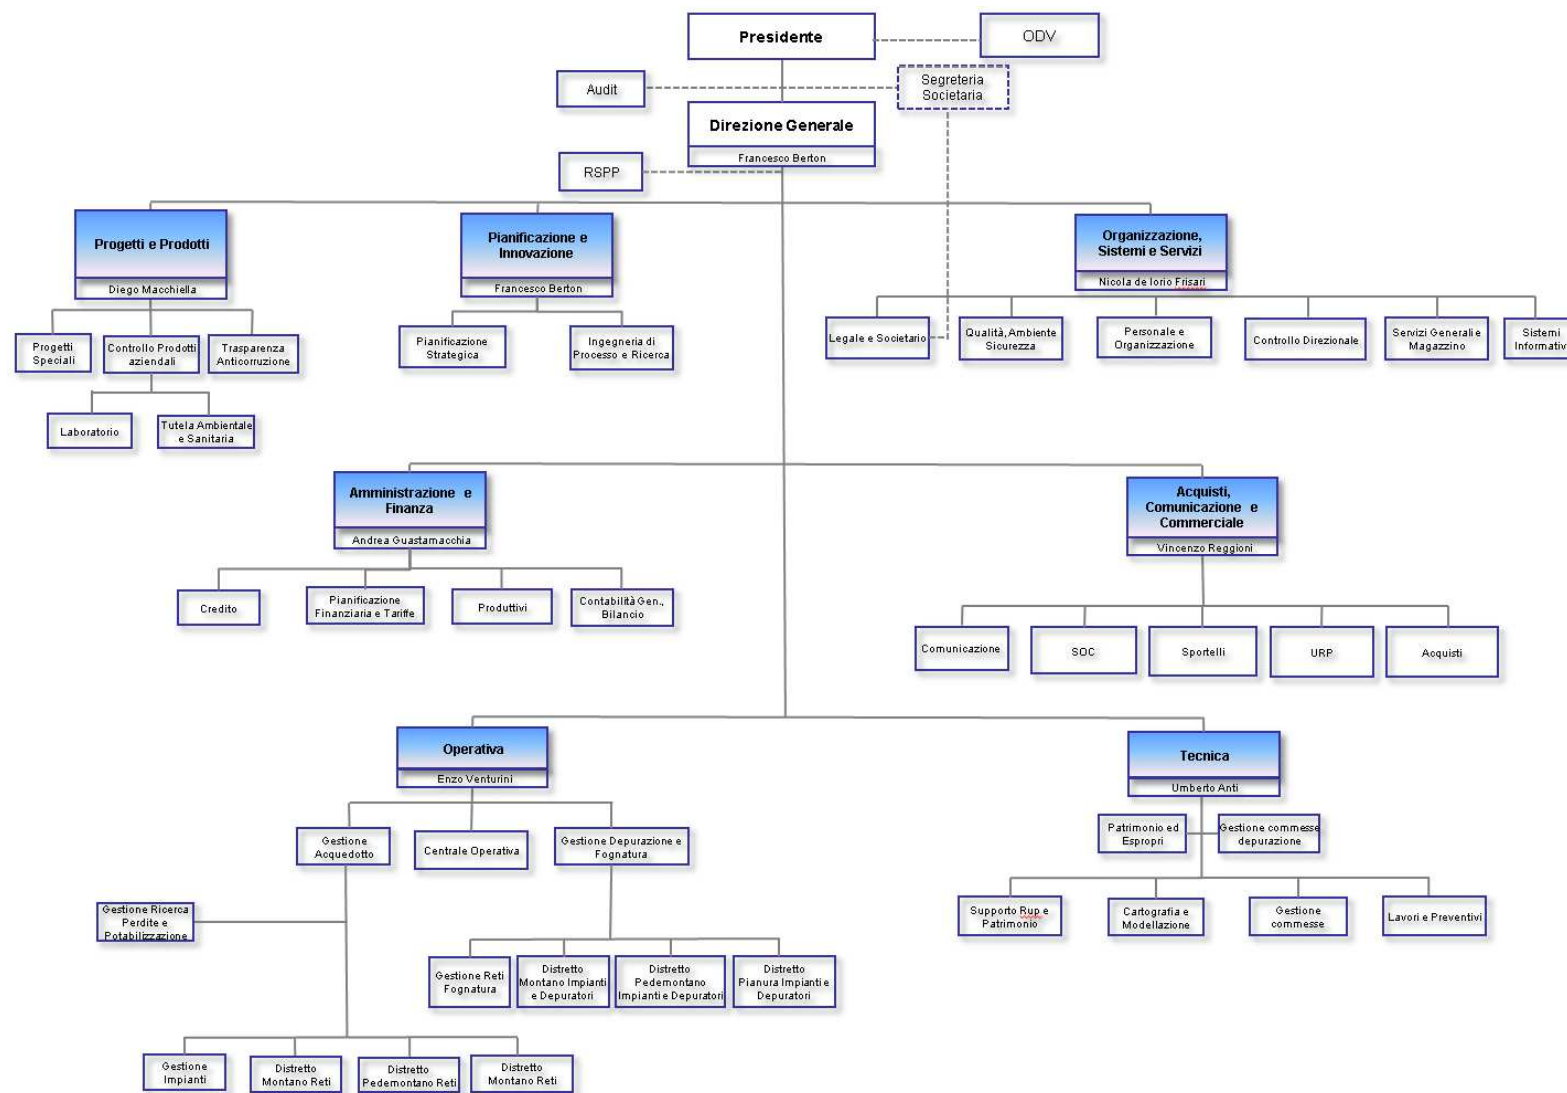 Presidente
ODV
Audit
Segreteria
Societaria
Direzione Generale
Francesco Berton
RSPP
Progetti e Prodotti
Diego Macchiella
Pianificazione e
Innovazione
Francesco Berton
Organizzazione,
Sistemi e Servizi
Nicola de Iorio Frisari
Progetti
Speciali
Controllo Prodotti
aziendali
Trasparenza
Anticorruzione
Pianificazione
Strategica
Ingegneria di
Processo e Ricerca
Legale e Societario
Qualità, Ambiente
Sicurezza
Personale e
Organizzazione
Controllo Direzionale
Servizi Generali e
Magazzino
Sistemi
Informativ
Laboratorio
Tutela Ambientale
e Sanitaria
Amministrazione e
Finanza
Andrea Guastamacchia
Acquisti,
Comunicazione e
Commerciale
Vincenzo Reggioni
Credito
Pianificazione
Finanziaria e Tariffe
Produttivi
Contabilità Gen.,
Bilancio
Comunicazione
SOC
Sportelli
URP
Acquisti
Operativa
Enzo Venturini
Tecnica
Umberto Anti
Gestione
Acquedotto
Centrale Operativa
Gestione Depurazione e
Fognatura
Patrimonio ed
Espropri
Gestione commesse
depurazione
Gestione Ricerca
Perdite e
Potabilizzazione
Supporto Rup e
Patrimonio
Cartografia e
Modellazione
Gestione
commesse
Lavori e Preventivi
Gestione Reti
Fognatura
Distretto
Montano Impianti
e Depuratori
Distretto
Pedemontano
Impianti e Depuratori
Distretto
Pianura Impianti e
Depuratori
Gestione
Impianti
Distretto
Montano Reti
Distretto
Pedemontano Reti
Distretto
Montano Reti